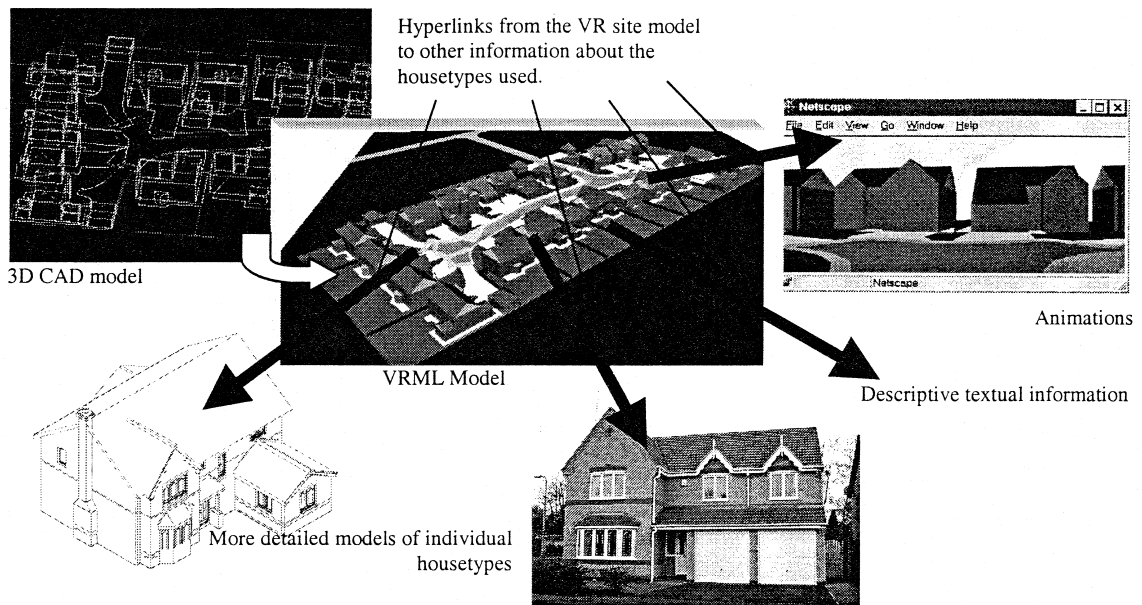 Hyperlinks from the VR site model
to other information about the
housetypes used.
Netscape
File Edit View Go Window Help
3D CAD model
Netscape
Animations
VRML Model
Descriptive textual information
More detailed models of individual
housetypes